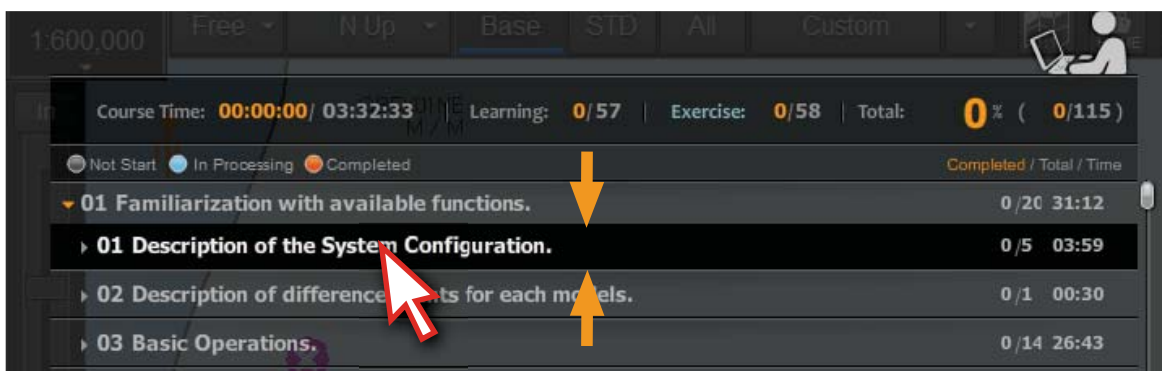 1:600,000 Free N Up Base STD All Custom
In
Course Time: 00:00:00/ 03:32:33 | Learning: 0/57 | Exercise: 0/58 | Total: 0% ( 0/115 )
M / M
Not Start In Processing Completed Completed / Total / Time
01 Familiarization with available functions. 0/20 31:12
01 Description of the System Configuration. 0/5 03:59
02 Description of difference for each models. 0/1 00:30
03 Basic Operations. 0/14 26:43